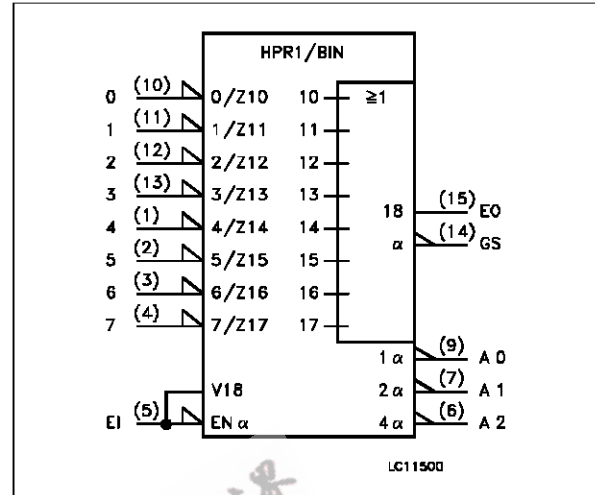 HPR1/BIN
0 (10) 0/Z10 10 ≥1
1 (11) 1/Z11 11
2 (12) 2/Z12 12
3 (13) 3/Z13 13
18 (15) EO
4 (1) 4/Z14 14
α (14) GS
5 (2) 5/Z15 15
6 (3) 6/Z16 16
7 (4) 7/Z17 17
1α (9) A0
V18 2α (7) A1
EI (5) ENα 4α (6) A2
LC11500